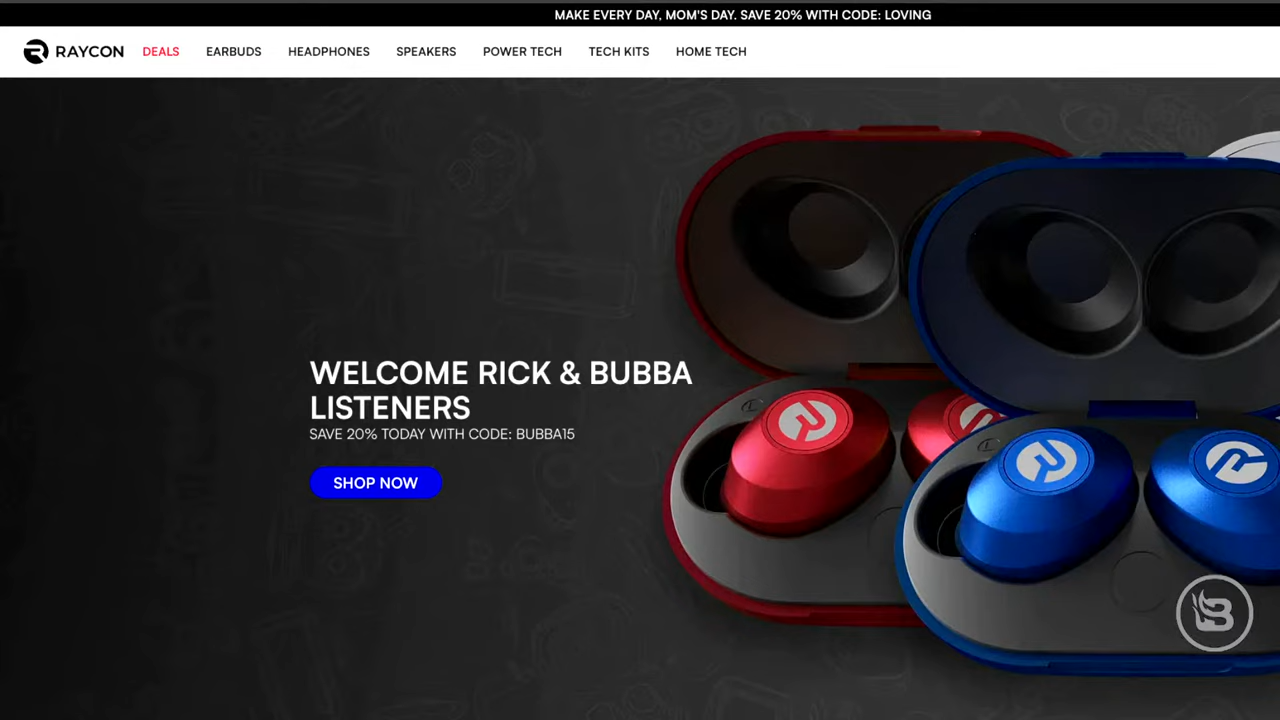 MAKE EVERY DAY, MOM'S DAY. SAVE 20% WITH CODE: LOVING
RAYCON DEALS EARBUDS HEADPHONES SPEAKERS POWER TECH TECH KITS HOME TECH
WELCOME RICK & BUBBA
LISTENERS
SAVE 20% TODAY WITH CODE: BUBBA15
SHOP NOW
L
L
B